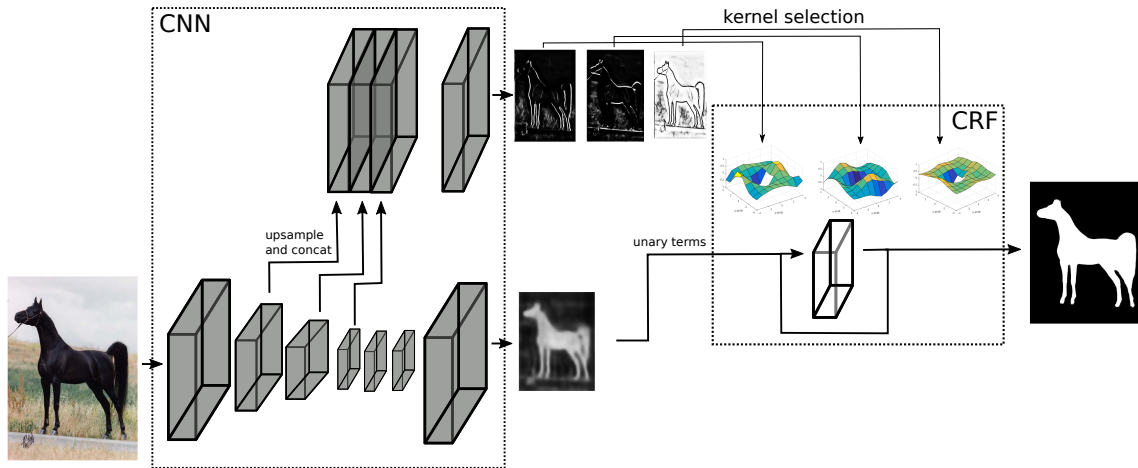 CNN
kernel selection
CRF
upsample
and concat
unary terms